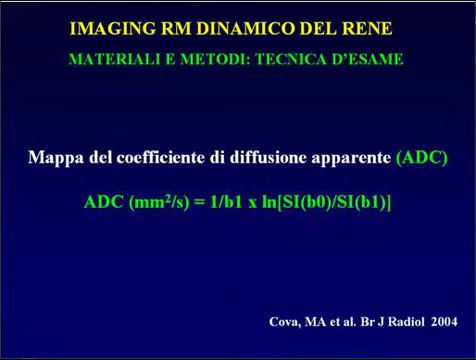 IMAGING RM DINAMICO DEL RENE
MATERIALI E METODI: TECNICA D'ESAME
Mappa del coefficiente di diffusione apparente (ADC)
ADC (mm²/s) = 1/b1 x ln[SI(b0)/SI(b1)]
Cova, MA et al. Br J Radiol 2004